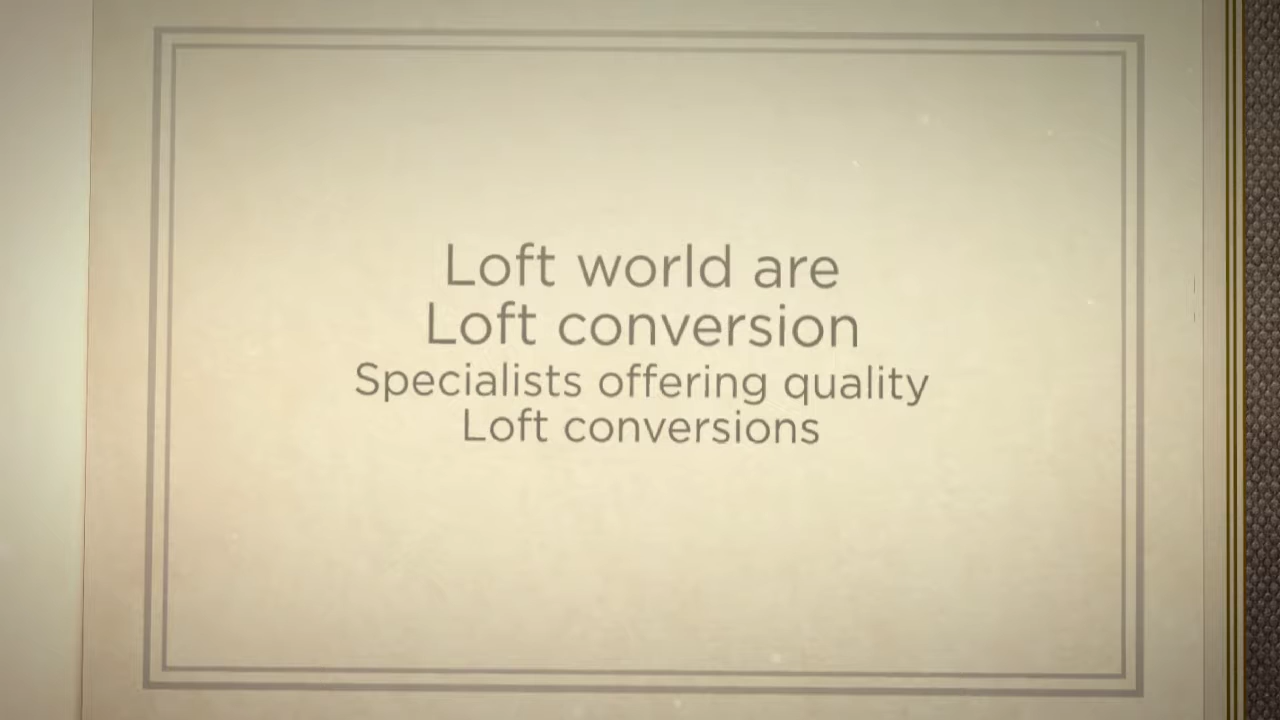 Loft world are
Loft conversion
Specialists offering quality
Loft conversions